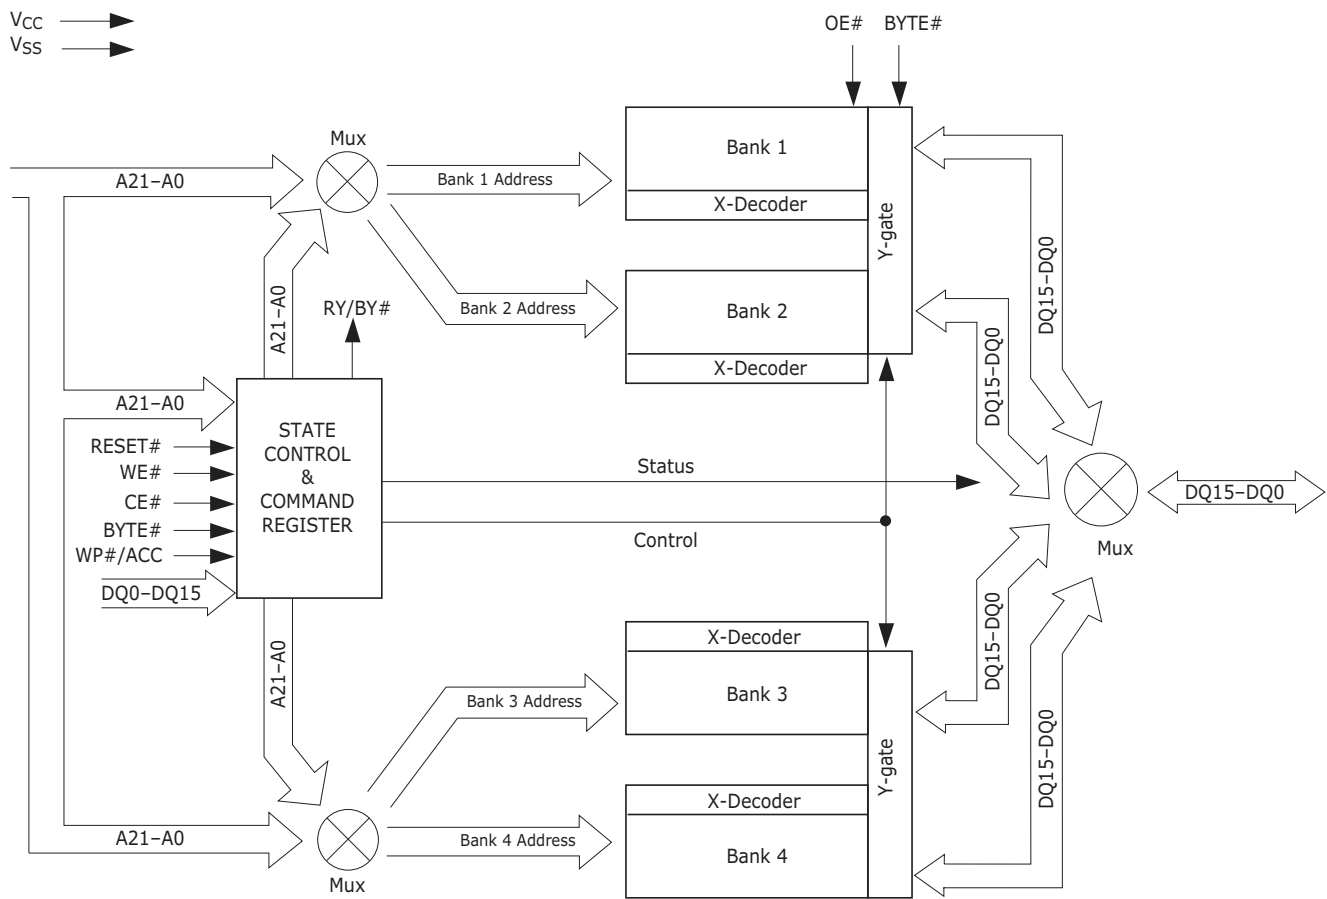 VCC
VSS
OE#
BYTE#
Mux
A21–A0
Bank 1 Address
Bank 1
X-Decoder
Y-gate
DQ15–DQ0
A21–A0
RY/BY#
Bank 2 Address
Bank 2
X-Decoder
DQ15–DQ0
A21–A0
RESET#
WE#
CE#
BYTE#
WP#/ACC
DQ0–DQ15
STATE
CONTROL
&
COMMAND
REGISTER
Status
Control
DQ15–DQ0
Mux
A21–A0
Bank 3 Address
X-Decoder
Bank 3
DQ15–DQ0
Y-gate
DQ15–DQ0
A21–A0
Mux
Bank 4 Address
X-Decoder
Bank 4